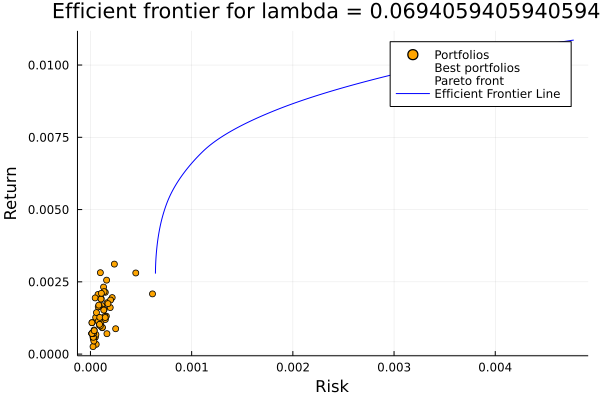 Efficient frontier for lambda = 0.0694059405940594
Portfolios
Best portfolios
Pareto front
Efficient Frontier Line
Return
0.0100
0.0075
0.0050
0.0025
0.0000
0.000 0.001 0.002 0.003 0.004
Risk